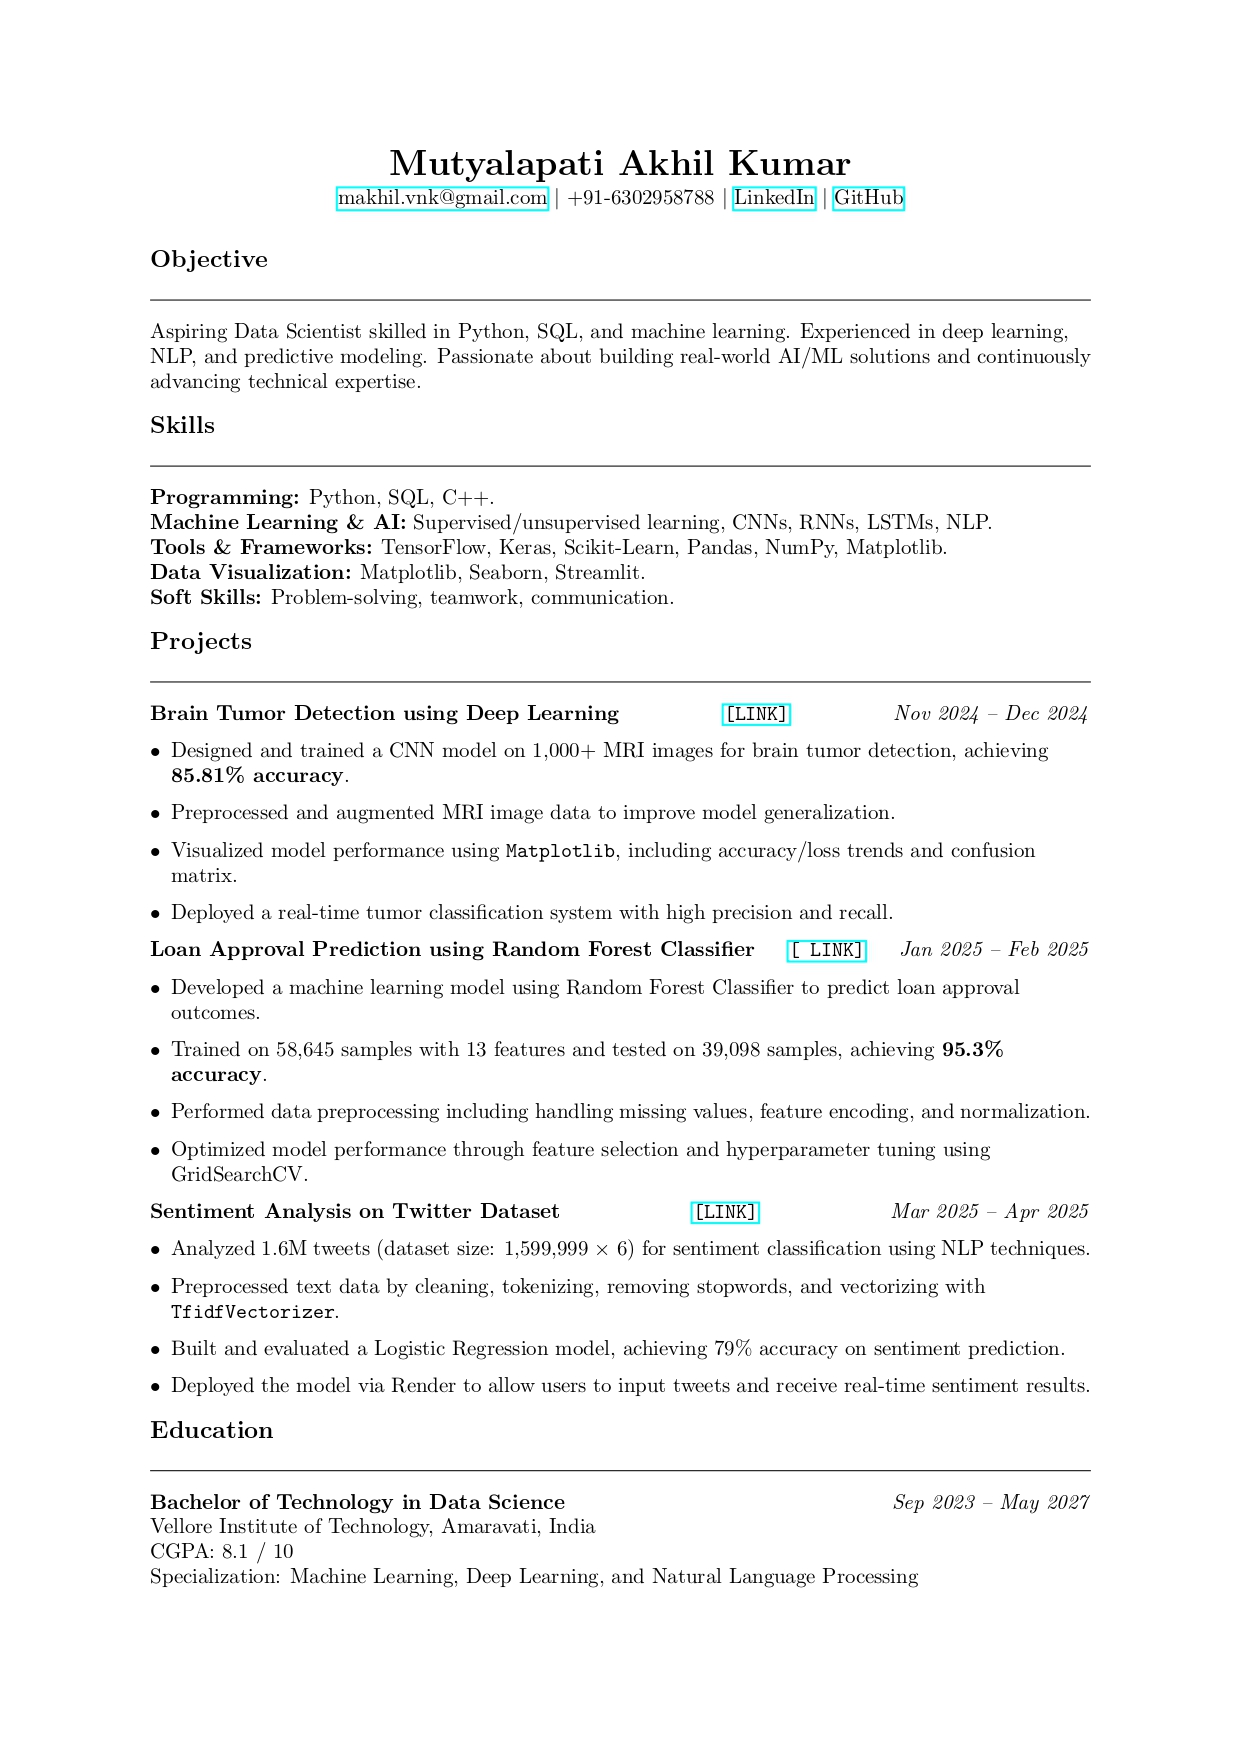 Mutyalapati Akhil Kumar
makhil.vnk@gmail.com | +91-6302958788 | LinkedIn | GitHub
Objective
Aspiring Data Scientist skilled in Python, SQL, and machine learning. Experienced in deep learning,
NLP, and predictive modeling. Passionate about building real-world AI/ML solutions and continuously
advancing technical expertise.
Skills
Programming: Python, SQL, C++.
Machine Learning & AI: Supervised/unsupervised learning, CNNs, RNNs, LSTMs, NLP.
Tools & Frameworks: TensorFlow, Keras, Scikit-Learn, Pandas, NumPy, Matplotlib.
Data Visualization: Matplotlib, Seaborn, Streamlit.
Soft Skills: Problem-solving, teamwork, communication.
Projects
Brain Tumor Detection using Deep Learning [LINK] Nov 2024 – Dec 2024
• Designed and trained a CNN model on 1,000+ MRI images for brain tumor detection, achieving
85.81% accuracy.
• Preprocessed and augmented MRI image data to improve model generalization.
• Visualized model performance using Matplotlib, including accuracy/loss trends and confusion
matrix.
• Deployed a real-time tumor classification system with high precision and recall.
Loan Approval Prediction using Random Forest Classifier [ LINK] Jan 2025 – Feb 2025
• Developed a machine learning model using Random Forest Classifier to predict loan approval
outcomes.
• Trained on 58,645 samples with 13 features and tested on 39,098 samples, achieving 95.3%
accuracy.
• Performed data preprocessing including handling missing values, feature encoding, and normalization.
• Optimized model performance through feature selection and hyperparameter tuning using
GridSearchCV.
Sentiment Analysis on Twitter Dataset [LINK] Mar 2025 – Apr 2025
• Analyzed 1.6M tweets (dataset size: 1,599,999 × 6) for sentiment classification using NLP techniques.
• Preprocessed text data by cleaning, tokenizing, removing stopwords, and vectorizing with
TfidfVectorizer.
• Built and evaluated a Logistic Regression model, achieving 79% accuracy on sentiment prediction.
• Deployed the model via Render to allow users to input tweets and receive real-time sentiment results.
Education
Bachelor of Technology in Data Science Sep 2023 – May 2027
Vellore Institute of Technology, Amaravati, India
CGPA: 8.1 / 10
Specialization: Machine Learning, Deep Learning, and Natural Language Processing